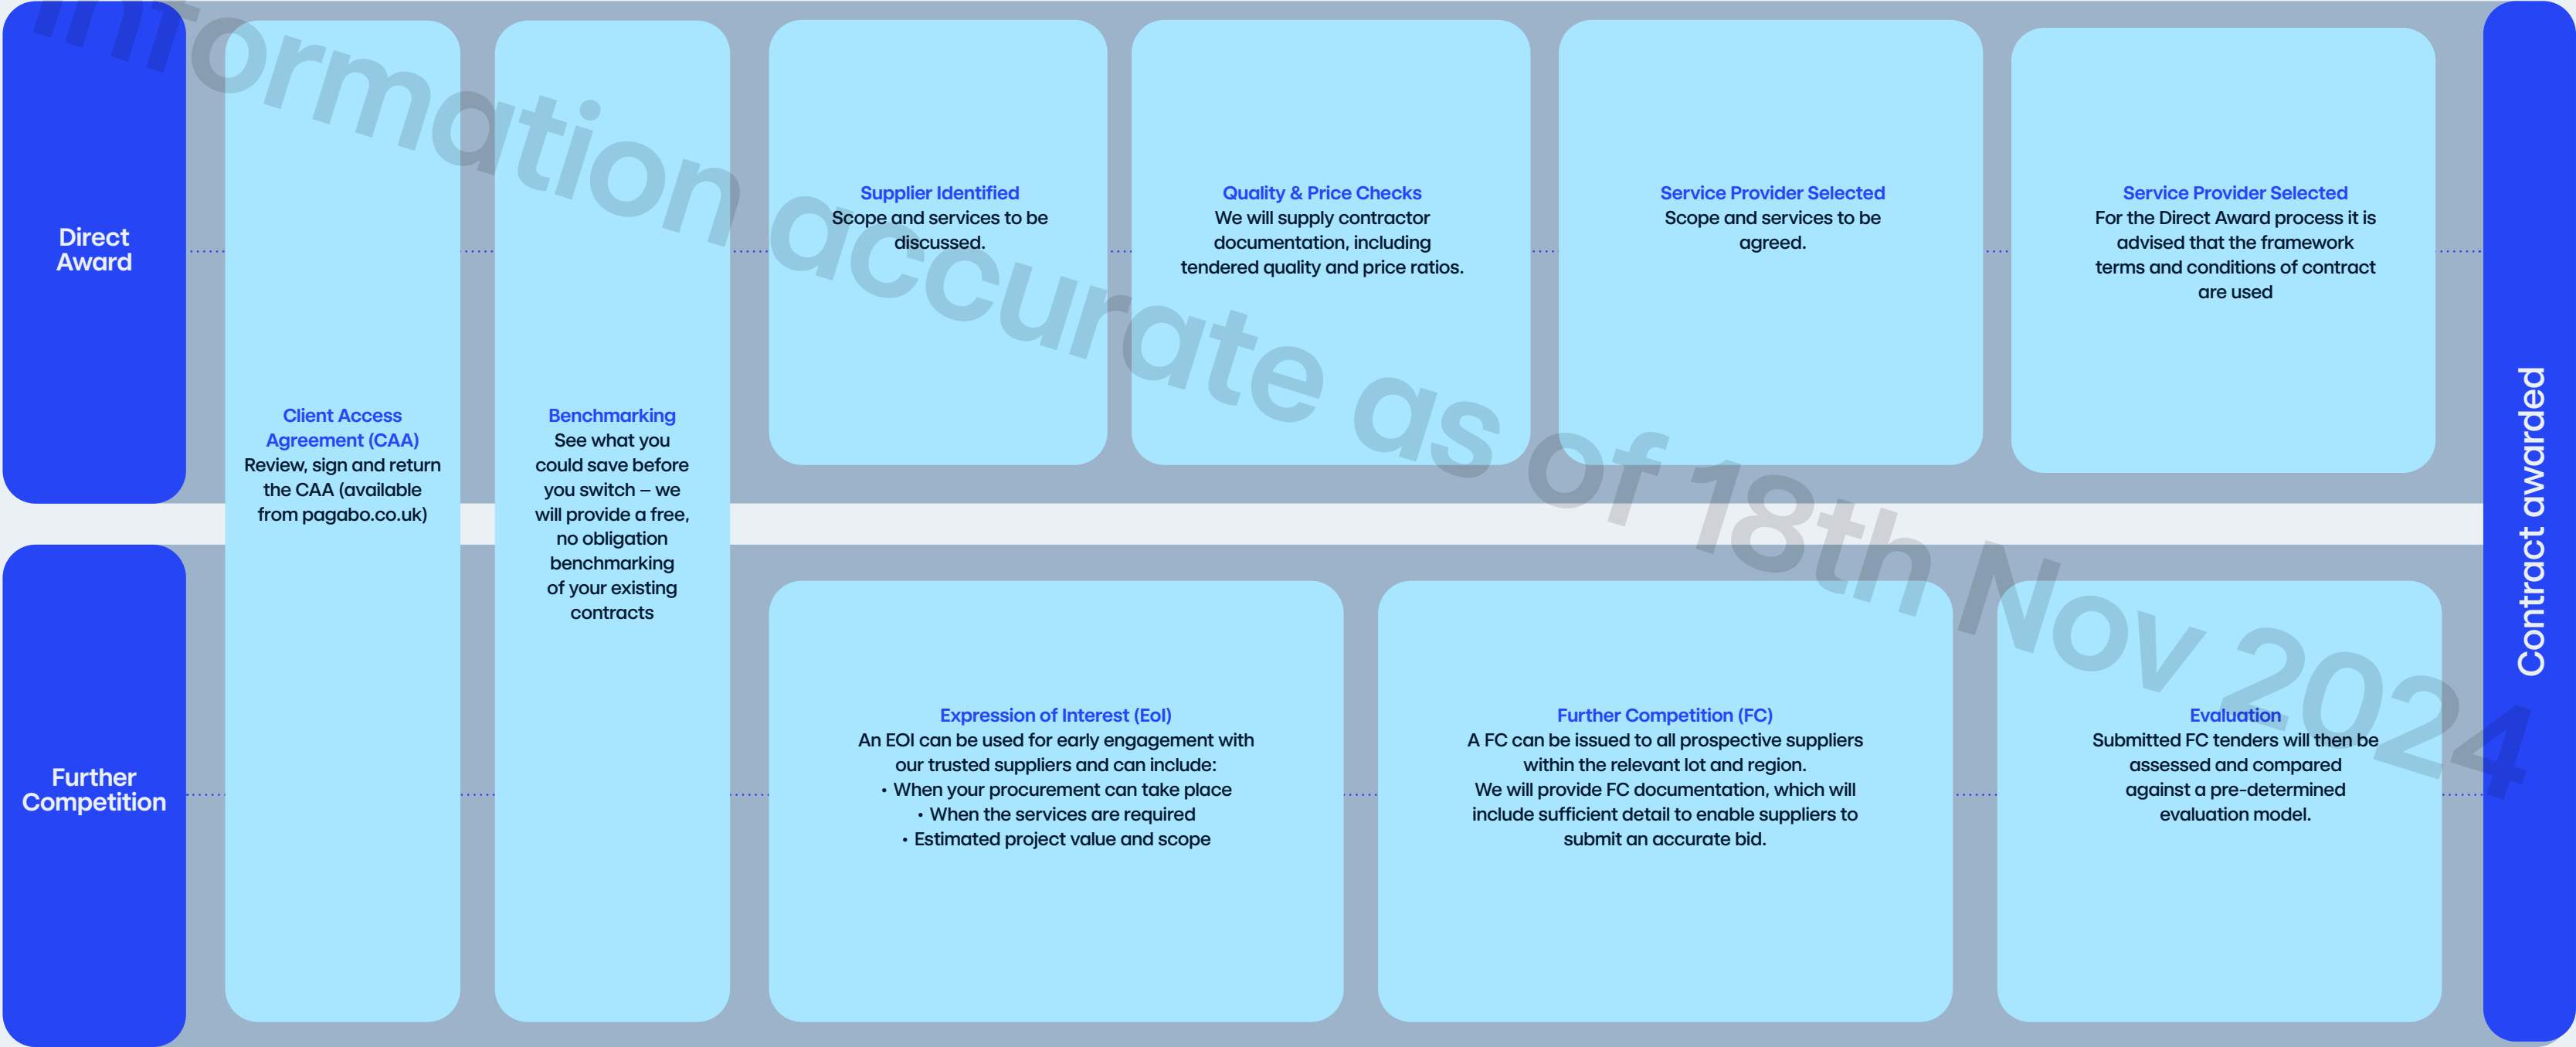 Direct
Award
Client Access
Agreement (CAA)
Review, sign and return
the CAA (available
from pagabo.co.uk)
Benchmarking
See what you
could save before
you switch – we
will provide a free,
no obligation
benchmarking
of your existing
contracts
Supplier Identified
Scope and services to be
discussed.
Quality & Price Checks
We will supply contractor
documentation, including
tendered quality and price ratios.
Service Provider Selected
Scope and services to be
agreed.
Service Provider Selected
For the Direct Award process it is
advised that the framework
terms and conditions of contract
are used
Further
Competition
Expression of Interest (EoI)
An EOI can be used for early engagement with
our trusted suppliers and can include:
• When your procurement can take place
• When the services are required
• Estimated project value and scope
Further Competition (FC)
A FC can be issued to all prospective suppliers
within the relevant lot and region.
We will provide FC documentation, which will
include sufficient detail to enable suppliers to
submit an accurate bid.
Evaluation
Submitted FC tenders will then be
assessed and compared
against a pre-determined
evaluation model.
Contract awarded
Information accurate as of 18th Nov 2024